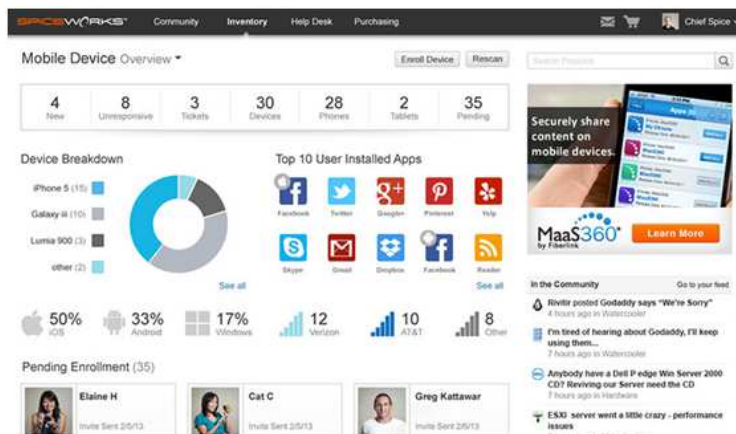 SPICEWORKS
Community
Inventory
Help Desk
Purchasing
Chief Spice
Mobile Device Overview
Enroll Device
Rescan
4
New
8
Unresponsive
3
Tickets
30
Devices
28
Phones
2
Tablets
35
Pending
Device Breakdown
iPhone 5 (15)
Galaxy iii (10)
Lumia 900 (3)
other (2)
See all
Top 10 User Installed Apps
Facebook
Twitter
Google+
Pinterest
Yelp
Skype
Gmail
Dropbox
Facebook
Reader
See all
50%
iOS
33%
Android
17%
Windows
12
Verizon
10
AT&T
8
Other
Pending Enrollment (35)
Elaine H
Invite Sent 2/5/13
Cat C
Invite Sent 2/5/13
Greg Kattawar
Invite Sent 2/6/13
Securely share
content on
mobile devices.
MaaS360
by Fiberlink
Learn More
In the Community
Go to your feed
Rivitir posted Godaddy says "We're Sorry"
4 hours ago in Watercooler
I'm tired of hearing about Godaddy, I'll keep
using them...
7 hours ago in Watercooler
Anybody have a Dell P edge Win Server 2000
CD? Reviving our Server need the CD
7 hours ago in Hardware
ESXi server went a little crazy - performance
issues